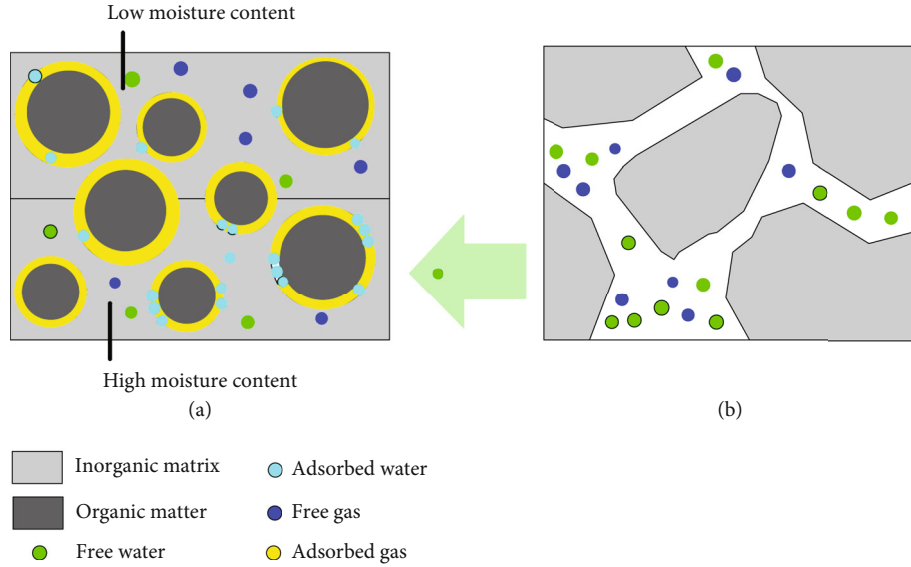 Low moisture content
High moisture content
(a)
(b)
Inorganic matrix
Adsorbed water
Organic matter
Free gas
Free water
Adsorbed gas